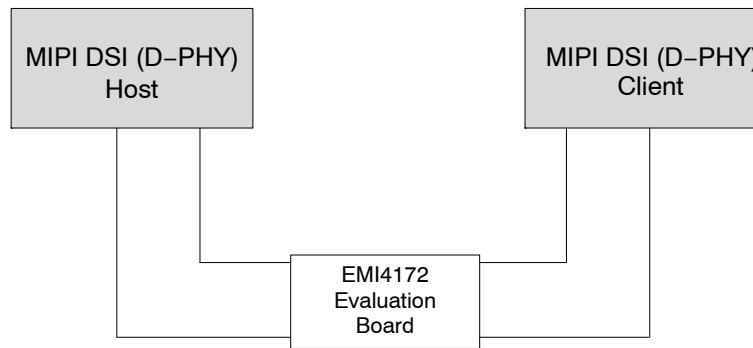 MIPI DSI (D−PHY)
Host
MIPI DSI (D−PHY)
Client
EMI4172
Evaluation
Board